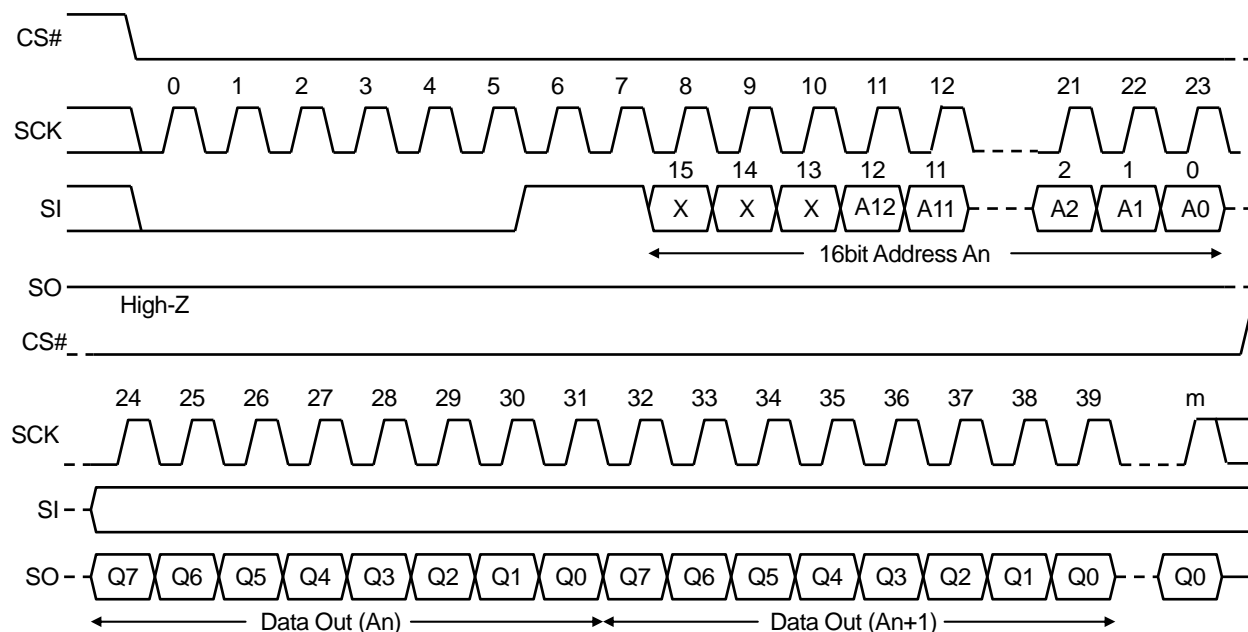 CS#
0 1 2 3 4 5 6 7 8 9 10 11 12 21 22 23
SCK
15 14 13 12 11 2 1 0
SI X X X A12 A11 A2 A1 A0
16bit Address An
SO
High-Z
CS#
24 25 26 27 28 29 30 31 32 33 34 35 36 37 38 39 m
SCK
SI
SO Q7 Q6 Q5 Q4 Q3 Q2 Q1 Q0 Q7 Q6 Q5 Q4 Q3 Q2 Q1 Q0 Q0
Data Out (An) Data Out (An+1)